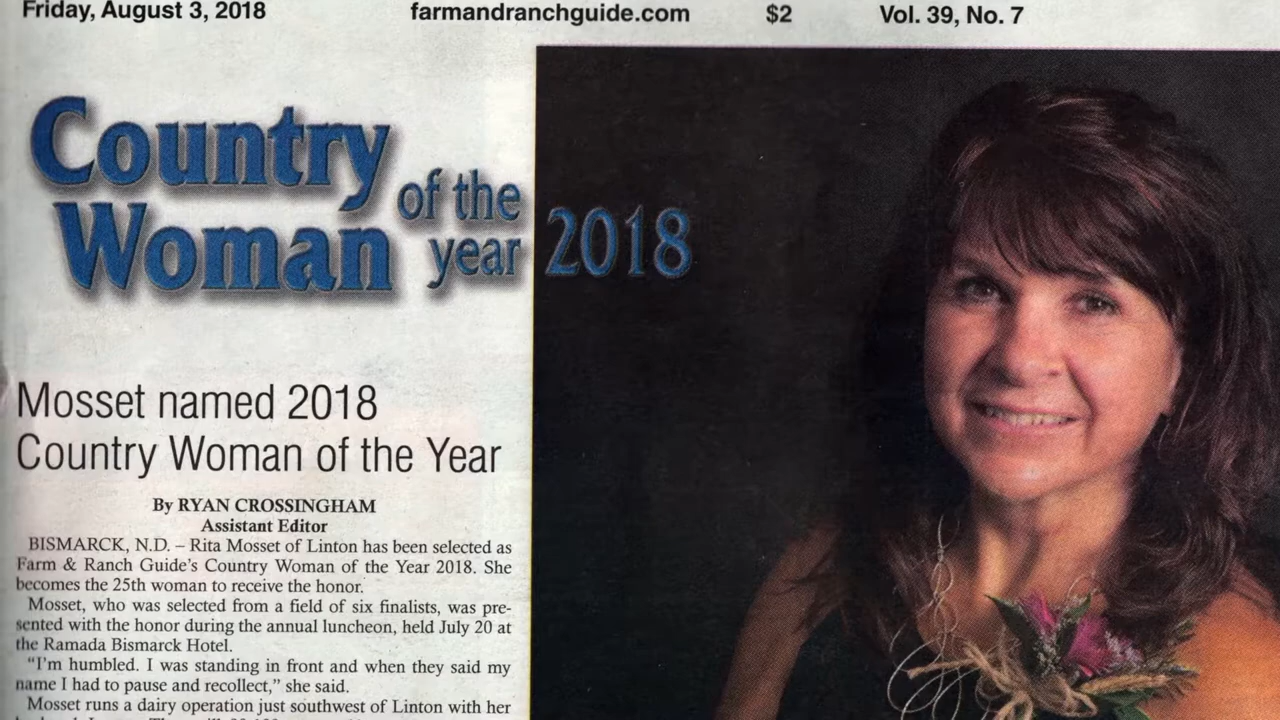 Friday, August 3, 2018 farmandranchguide.com $2 Vol. 39, No. 7
Country
Woman
of the
year 2018
Mosset named 2018
Country Woman of the Year
By RYAN CROSSINGHAM
Assistant Editor
BISMARCK, N.D. – Rita Mosset of Linton has been selected as
Farm & Ranch Guide's Country Woman of the Year 2018. She
becomes the 25th woman to receive the honor.
Mosset, who was selected from a field of six finalists, was pre-
sented with the honor during the annual luncheon, held July 20 at
the Ramada Bismarck Hotel.
"I'm humbled. I was standing in front and when they said my
name I had to pause and recollect," she said.
Mosset runs a dairy operation just southwest of Linton with her